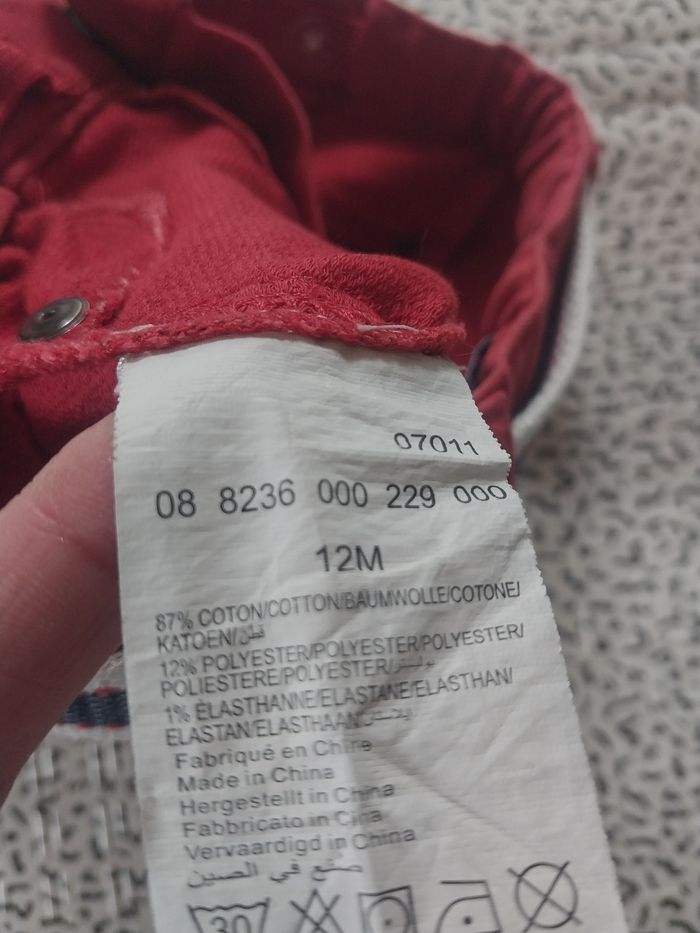 07011
08 8236 000 229 000
12M
87% COTON/COTTON/BAUMWOLLE/COTONE/
KATOEN/قطن
12% POLYESTER/POLYESTER/POLYESTER/
POLIESTERE/POLYESTER/بوليستر
1% ÉLASTHANNE/ELASTANE/ELASTHAN/
ELASTAN/ELASTHAAN/إيلاستان
Fabriqué en Chine
Made in China
Hergestellt in China
Fabbricato in Cina
Vervaardigd in China
صنع في الصين
30